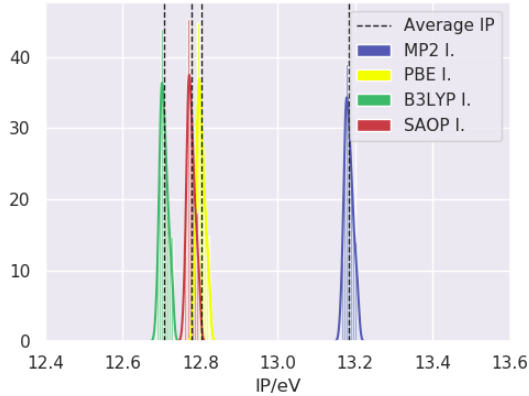 Average IP
MP2 I.
PBE I.
B3LYP I.
SAOP I.
40
30
20
10
0
12.4 12.6 12.8 13.0 13.2 13.4 13.6
IP/eV